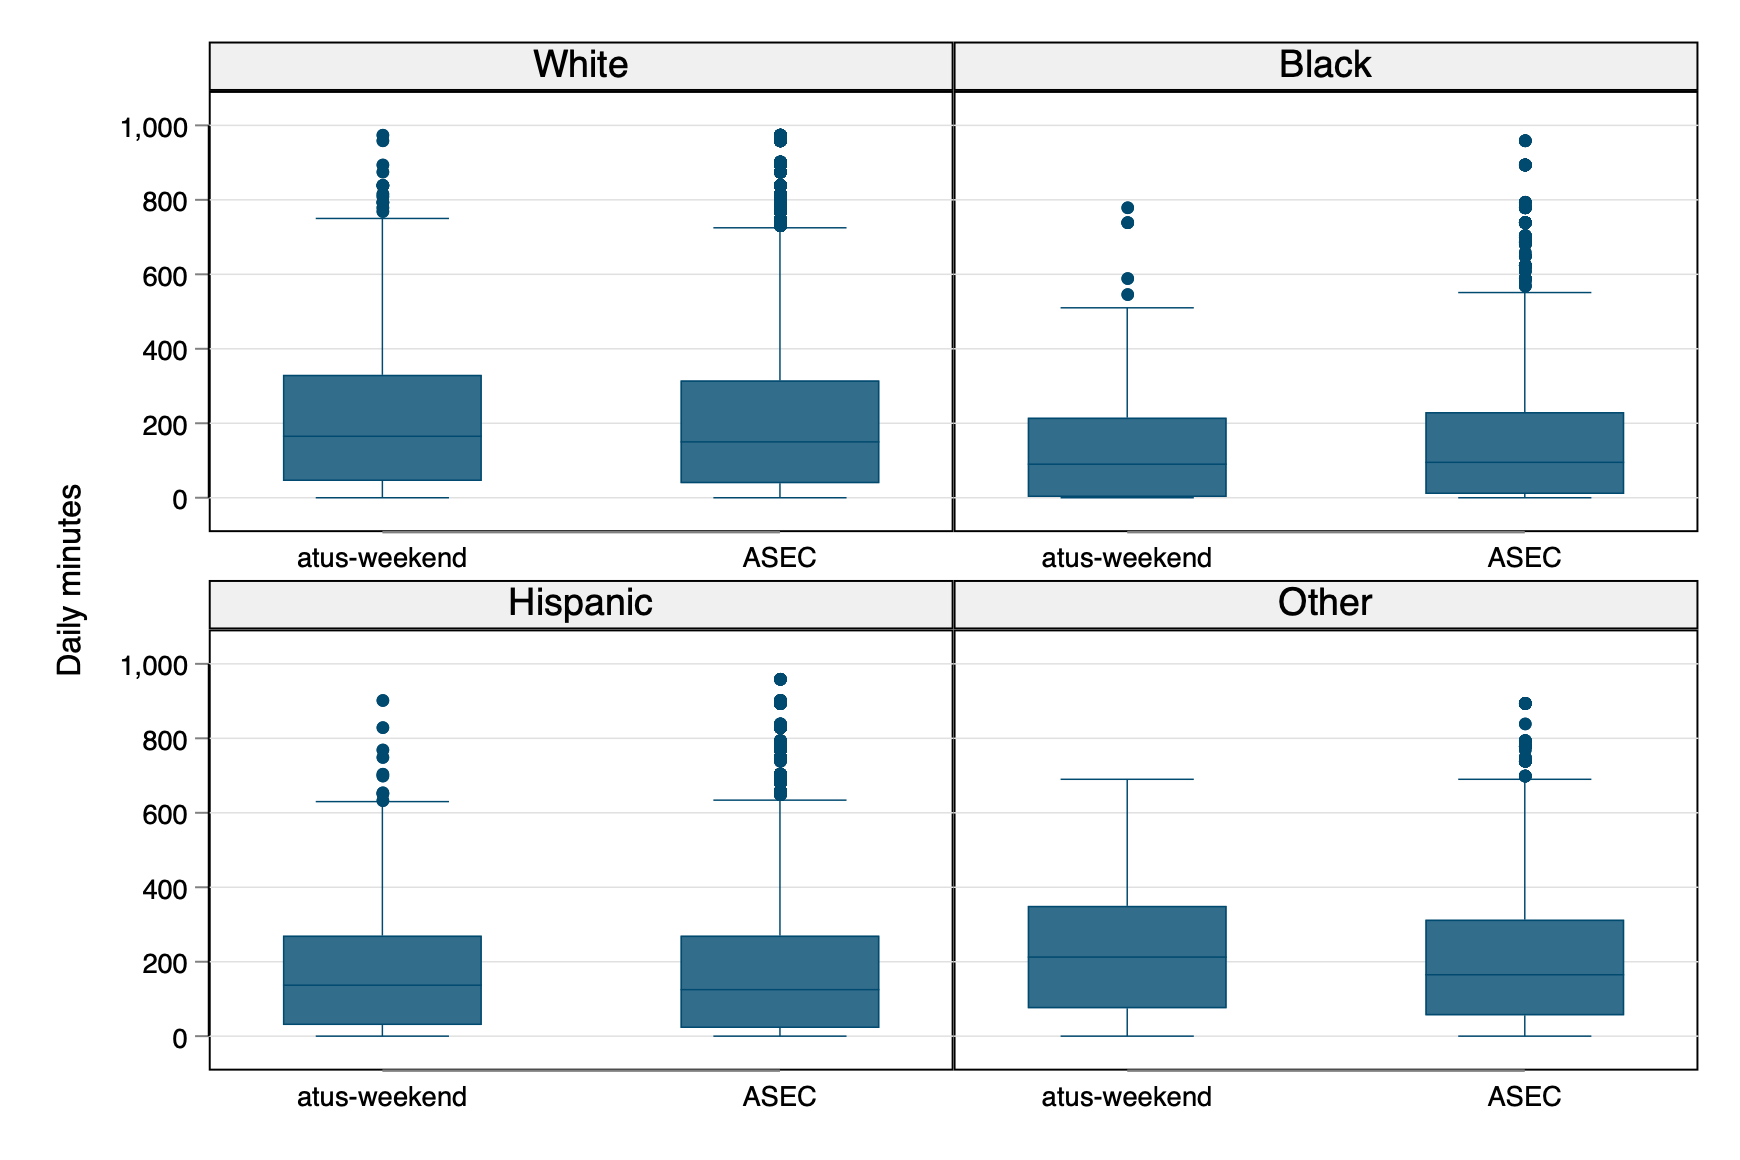 White
Black
1,000
800
600
400
200
0
atus-weekend
ASEC
atus-weekend
ASEC
Daily minutes
Hispanic
Other
1,000
800
600
400
200
0
atus-weekend
ASEC
atus-weekend
ASEC